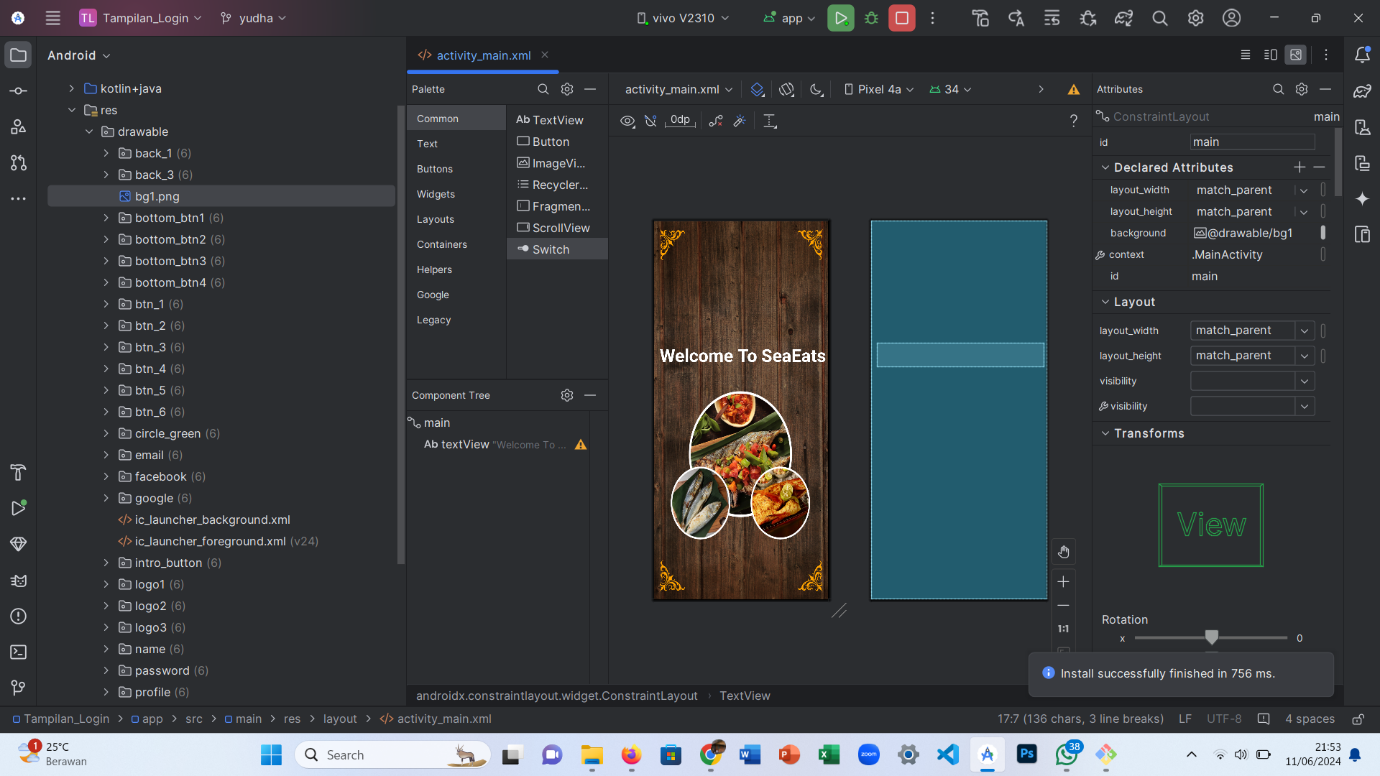 TL Tampilan_Login
yudha
vivo V2310
app
Android
activity_main.xml
kotlin+java
res
drawable
back_1 (6)
back_3 (6)
bg1.png
bottom_btn1 (6)
bottom_btn2 (6)
bottom_btn3 (6)
bottom_btn4 (6)
btn_1 (6)
btn_2 (6)
btn_3 (6)
btn_4 (6)
btn_5 (6)
btn_6 (6)
circle_green (6)
email (6)
facebook (6)
google (6)
ic_launcher_background.xml
ic_launcher_foreground.xml (v24)
intro_button (6)
logo1 (6)
logo2 (6)
logo3 (6)
name (6)
password (6)
profile (6)
Palette
Common
Text
Buttons
Widgets
Layouts
Containers
Helpers
Google
Legacy
Ab TextView
Button
ImageVi...
Recycler...
Fragmen...
ScrollView
Switch
Component Tree
main
Ab textView "Welcome To ...
activity_main.xml
Pixel 4a
34
0dp
?
Welcome To SeaEats
1:1
Attributes
ConstraintLayout main
id main
Declared Attributes
layout_width match_parent
layout_height match_parent
background @drawable/bg1
context .MainActivity
id main
Layout
layout_width match_parent
layout_height match_parent
visibility
visibility
Transforms
View
Rotation
x 0
Install successfully finished in 756 ms.
androidx.constraintlayout.widget.ConstraintLayout > TextView
Tampilan_Login > app > src > main > res > layout > activity_main.xml
17:7 (136 chars, 3 line breaks) LF UTF-8 4 spaces
1
25°C
Berawan
Search
zoom
Ps
38
21:53
11/06/2024